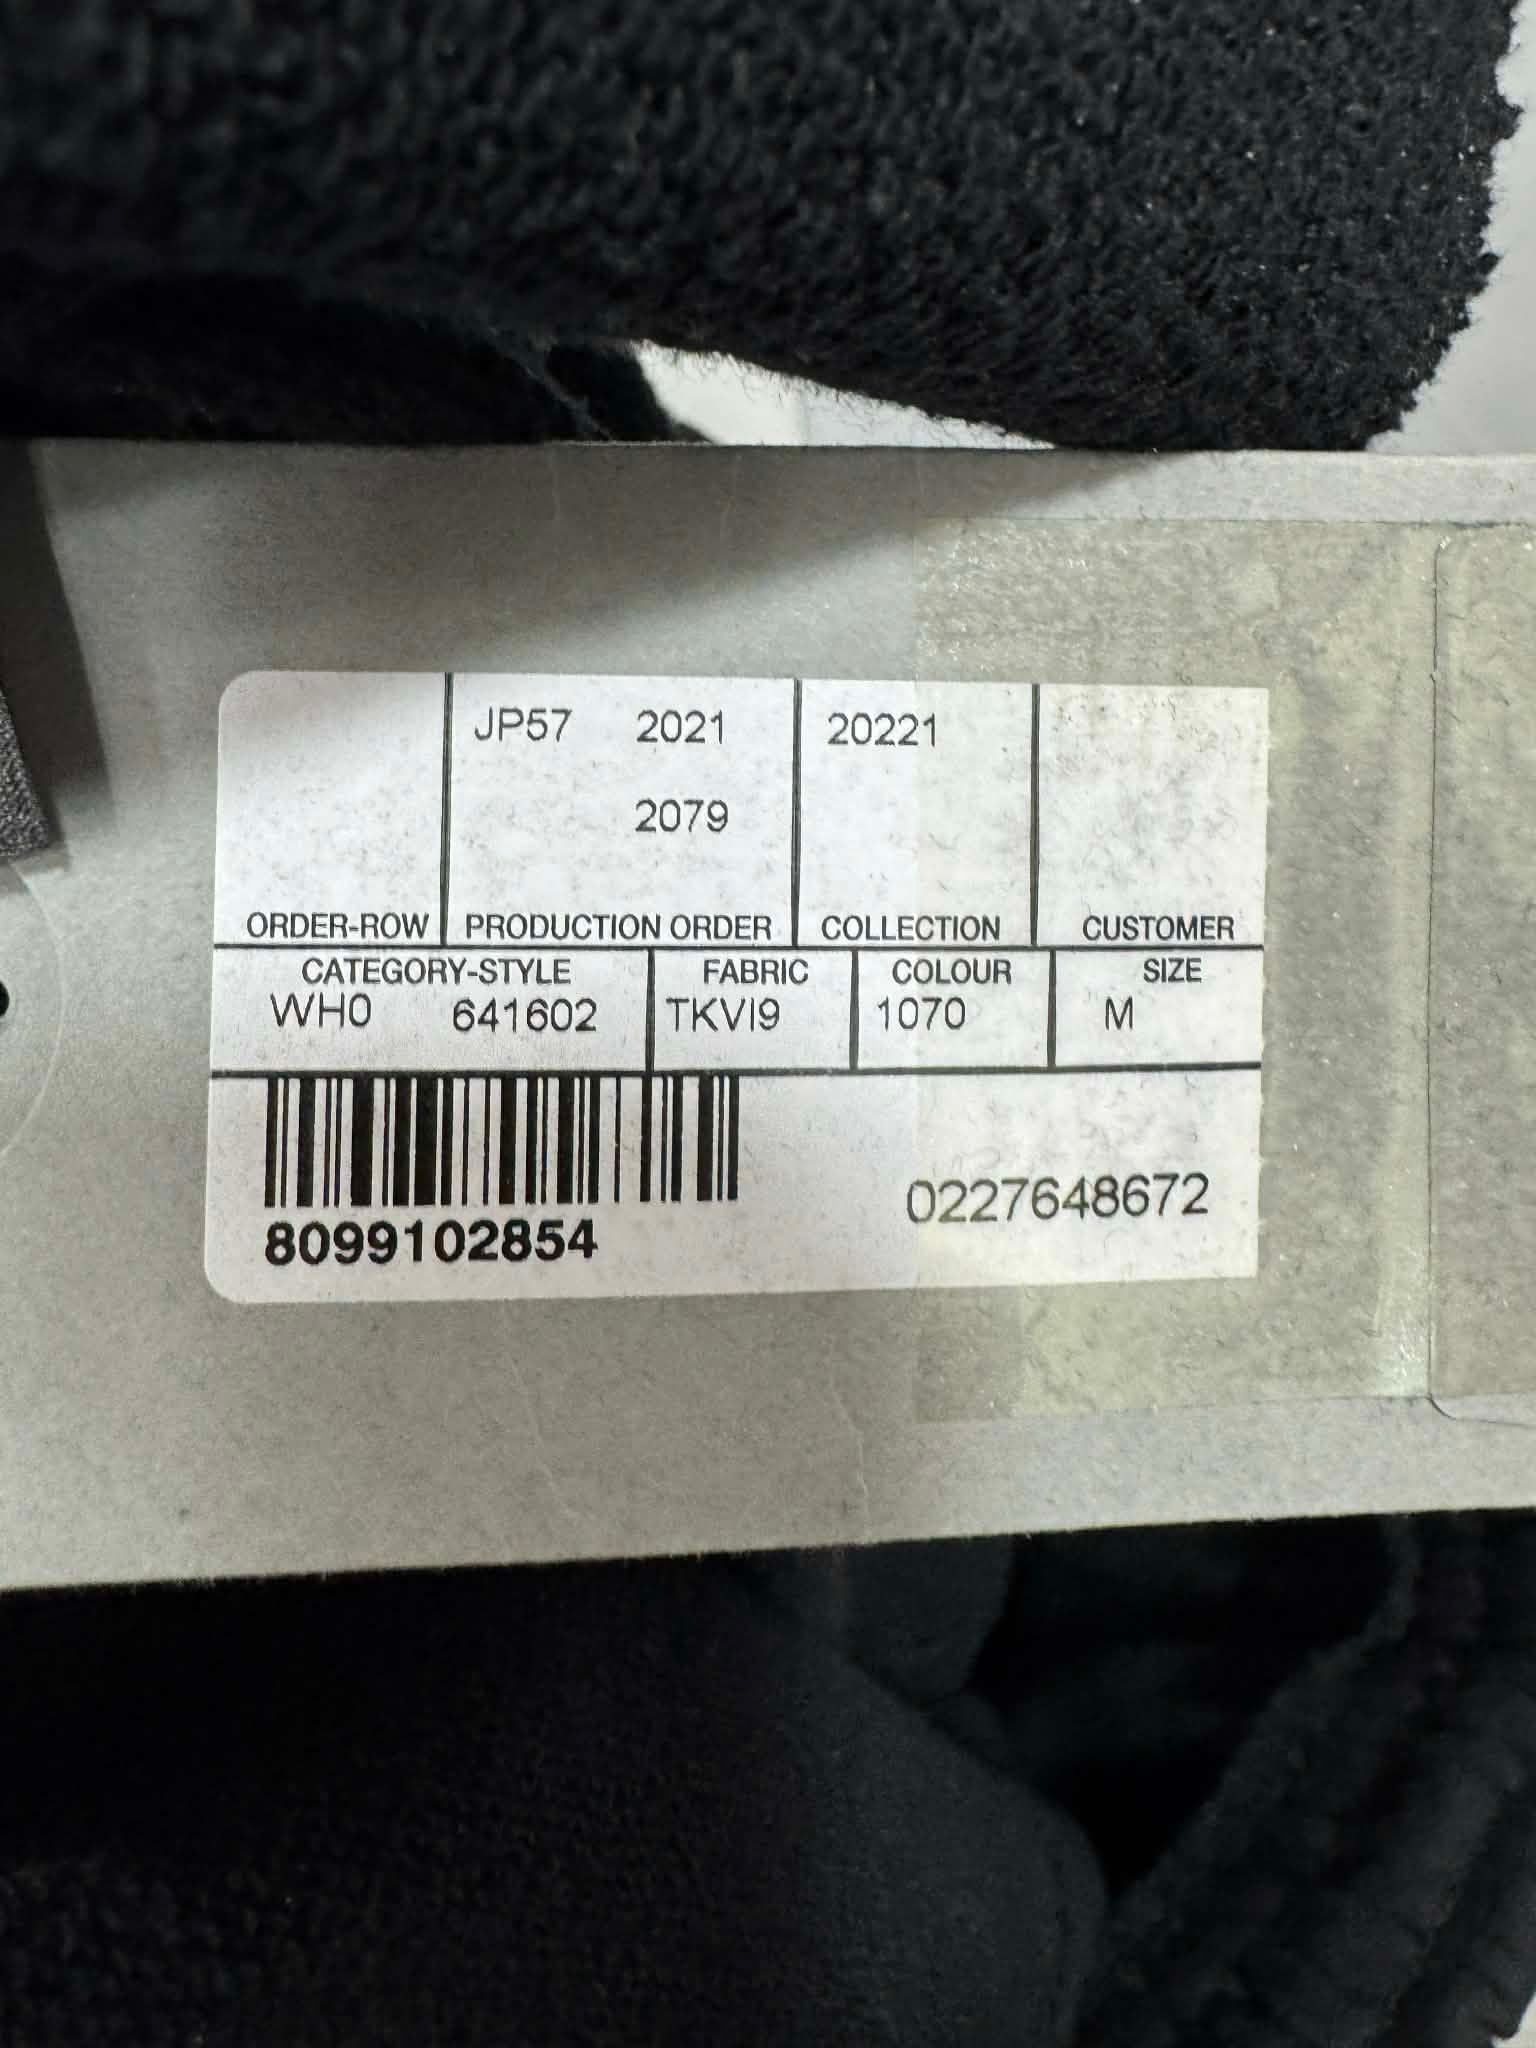 JP57 2021 20221
2079
ORDER-ROW PRODUCTION ORDER COLLECTION CUSTOMER
CATEGORY-STYLE FABRIC COLOUR SIZE
WH0 641602 TKVI9 1070 M
8099102854 0227648672